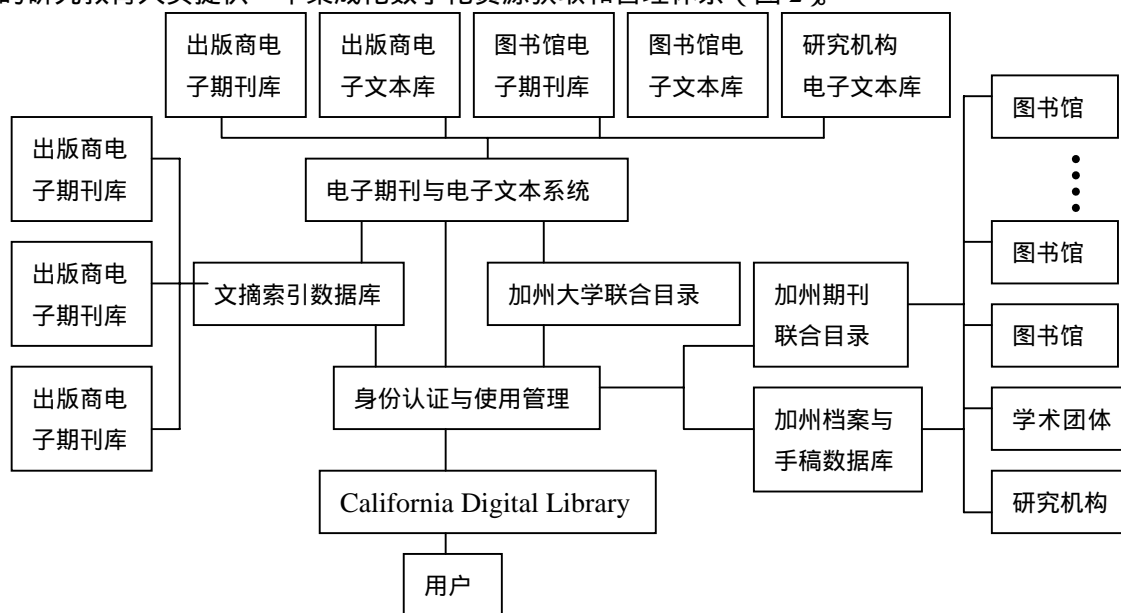 的研究教育人员提供一个集成化数字化资源获取和管理体系（图 2）。
出版商电
子期刊库
出版商电
子文本库
图书馆电
子期刊库
图书馆电
子文本库
研究机构
电子文本库
图书馆
出版商电
子期刊库
电子期刊与电子文本系统
出版商电
子期刊库
文摘索引数据库
加州大学联合目录
加州期刊
联合目录
图书馆
图书馆
出版商电
子期刊库
身份认证与使用管理
加州档案与
手稿数据库
学术团体
California Digital Library
研究机构
用户